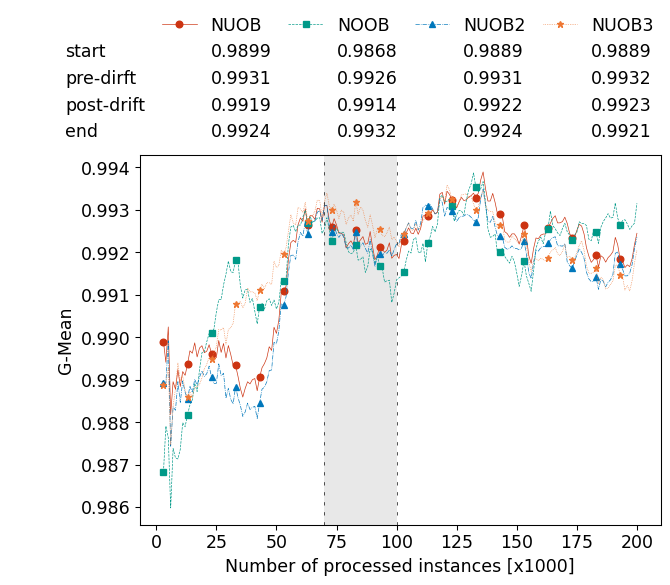 NUOB NOOB NUOB2 NUOB3
start 0.9899 0.9868 0.9889 0.9889
pre-dirft 0.9931 0.9926 0.9931 0.9932
post-drift 0.9919 0.9914 0.9922 0.9923
end 0.9924 0.9932 0.9924 0.9921
0.994
0.993
0.992
0.991
0.990
0.989
0.988
0.987
0.986
G-Mean
0 25 50 75 100 125 150 175 200
Number of processed instances [x1000]